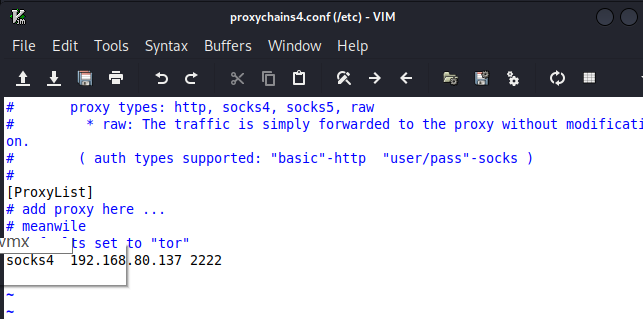 proxychains4.conf (/etc) - VIM
File Edit Tools Syntax Buffers Window Help
# proxy types: http, socks4, socks5, raw
# * raw: The traffic is simply forwarded to the proxy without modificati
on.
# ( auth types supported: "basic"-http "user/pass"-socks )
#
[ProxyList]
# add proxy here ...
# meanwile
vmx
set to "tor"
socks4 192.168.80.137 2222
~
~